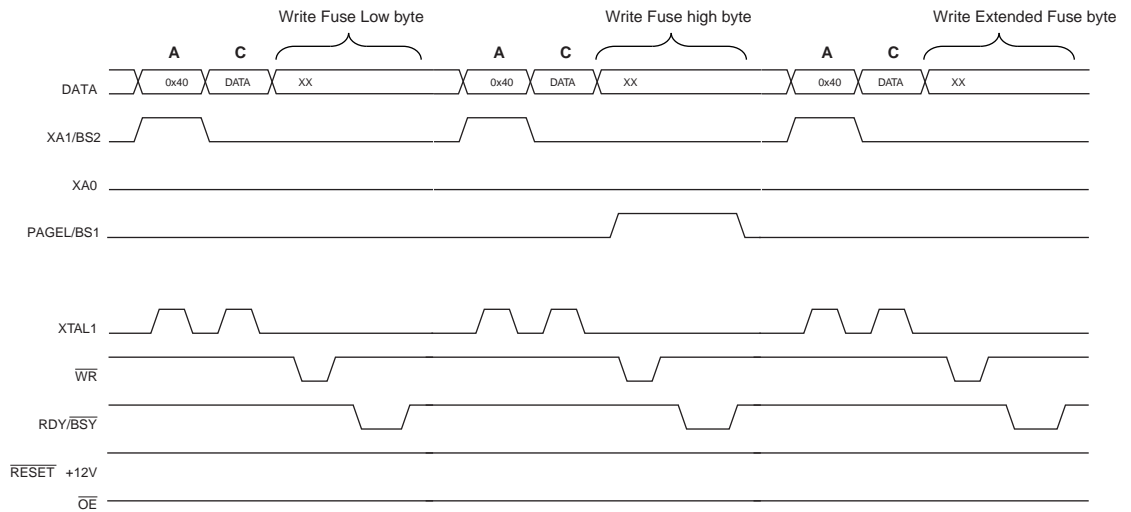 Write Fuse Low byte Write Fuse high byte Write Extended Fuse byte
A C A C A C
DATA 0x40 DATA XX 0x40 DATA XX 0x40 DATA XX
XA1/BS2
XA0
PAGEL/BS1
XTAL1
WR
RDY/BSY
RESET +12V
OE